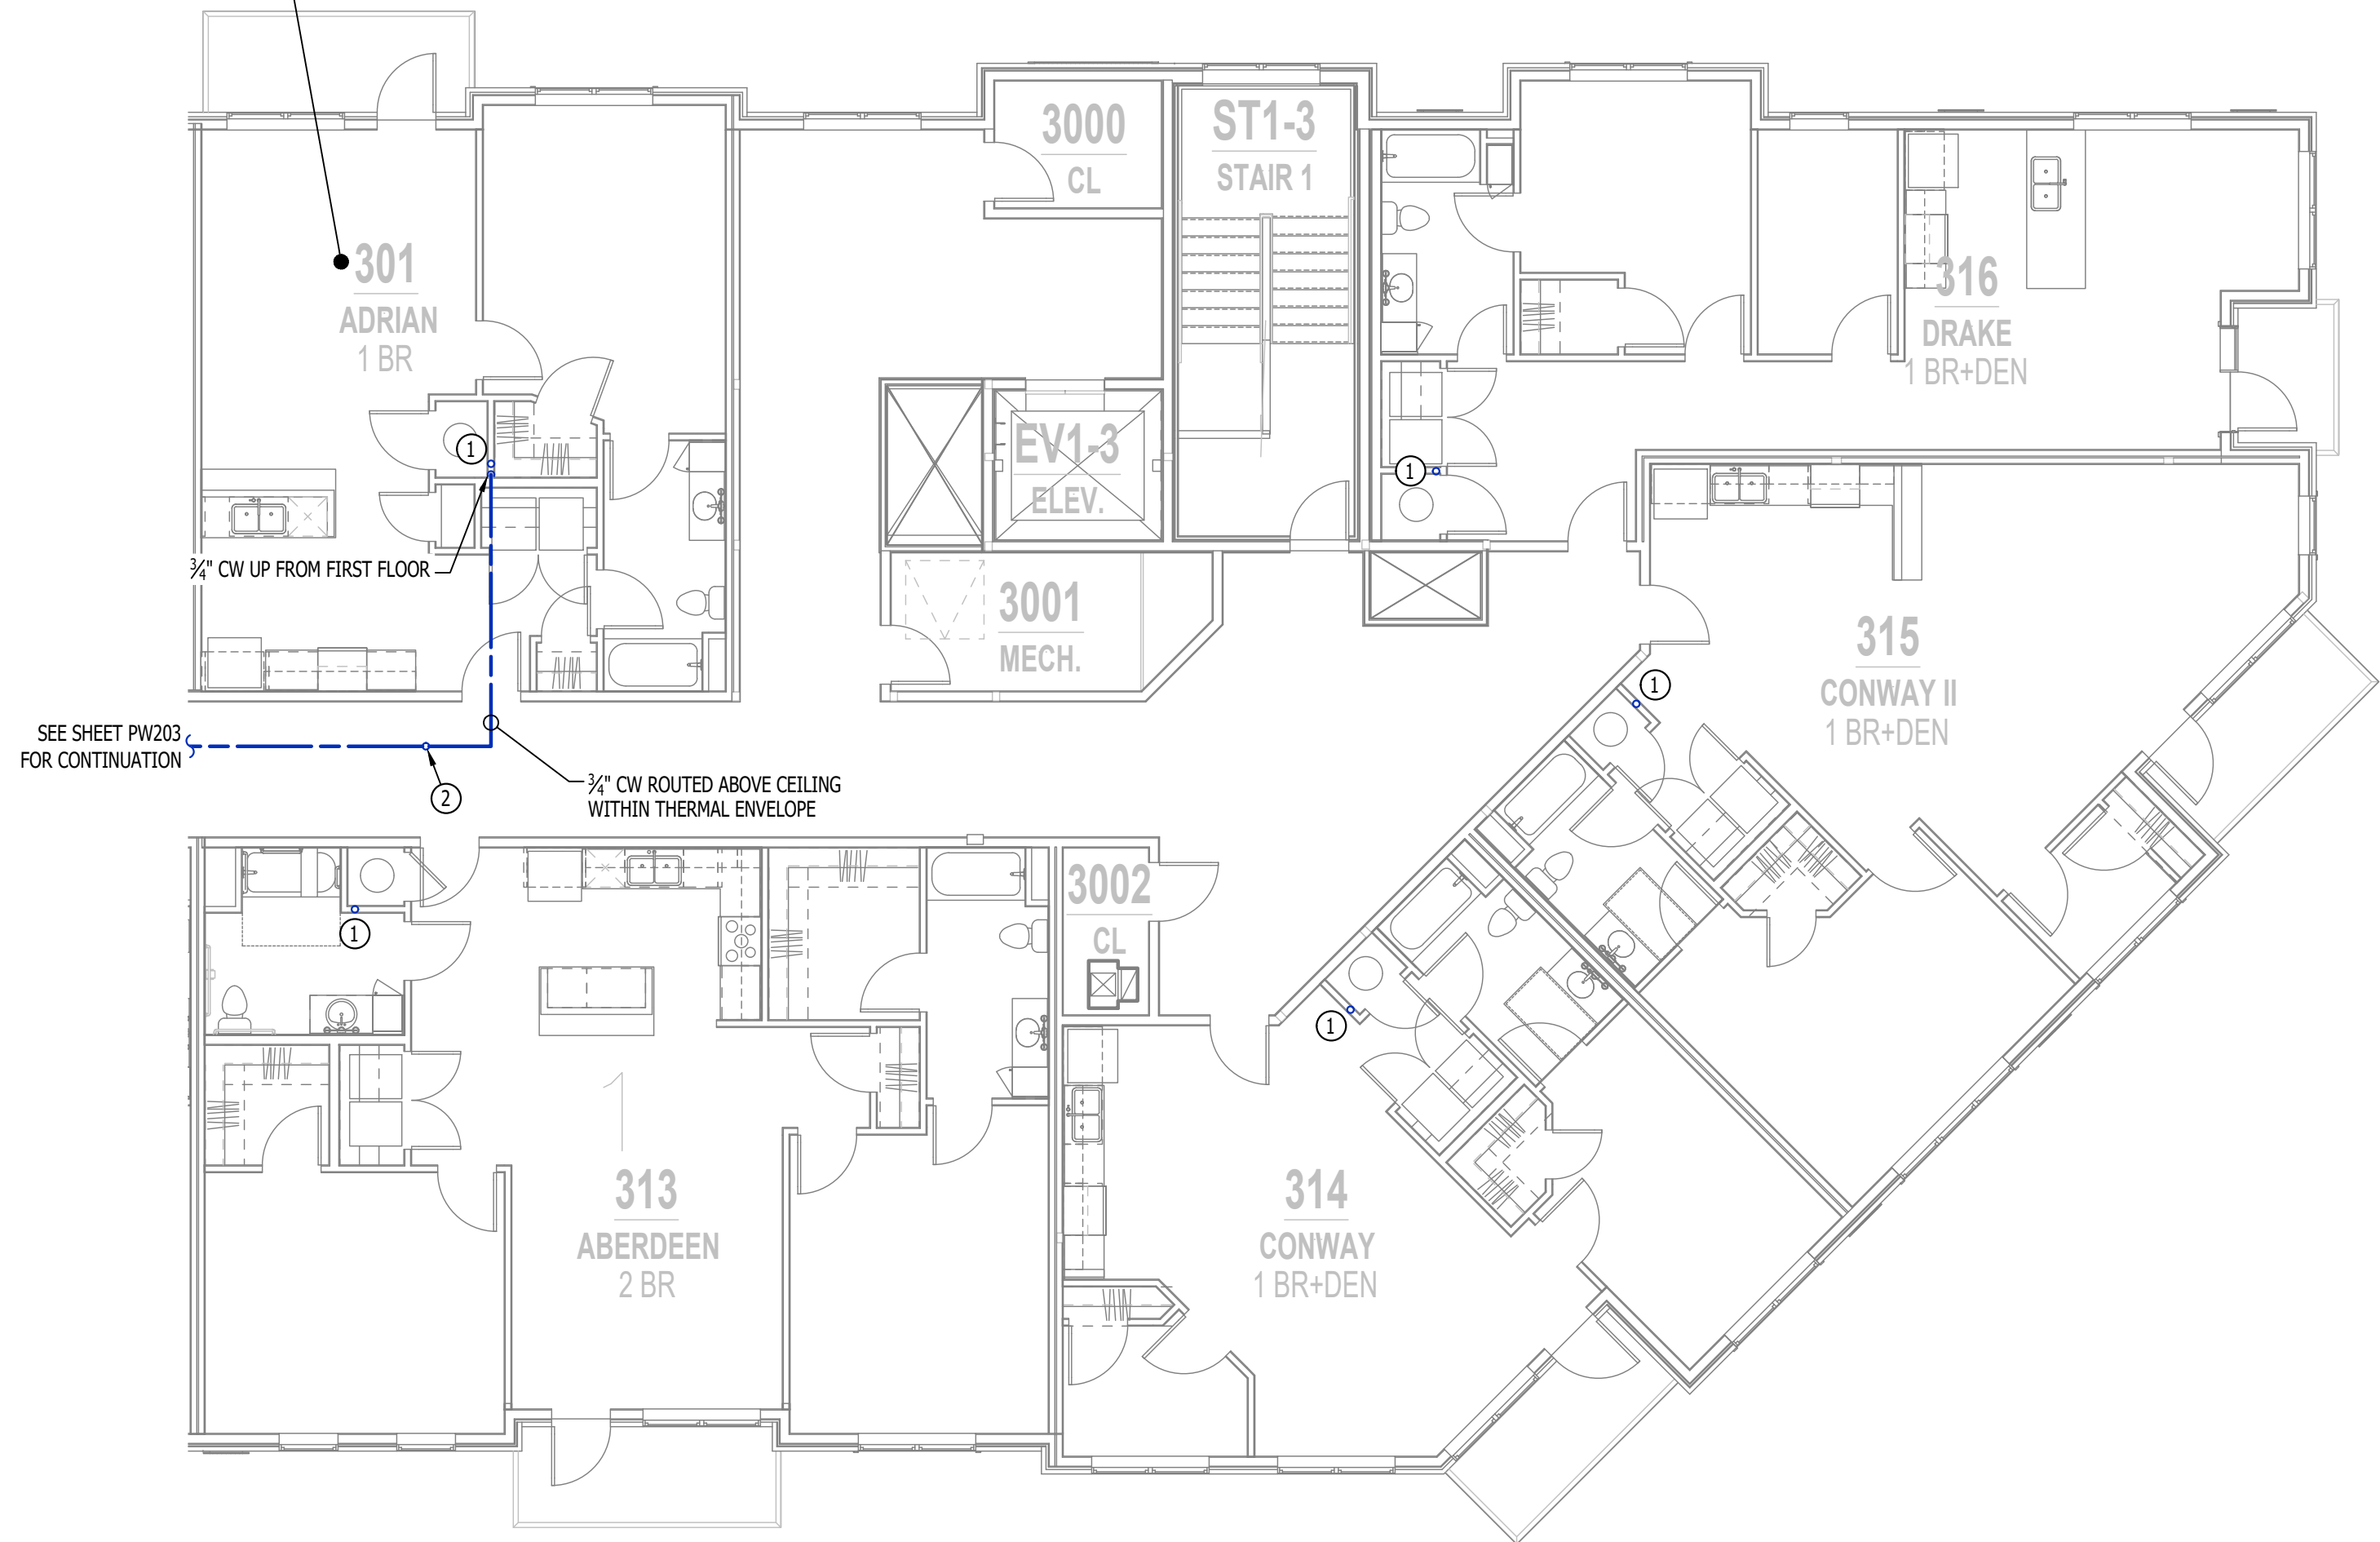 3000
CL
ST1-3
STAIR 1
301
ADRIAN
1 BR
316
DRAKE
1 BR+DEN
1
EV1-3
ELEV.
1
¾" CW UP FROM FIRST FLOOR
3001
MECH.
315
CONWAY II
1 BR+DEN
1
SEE SHEET PW203
FOR CONTINUATION
2
¾" CW ROUTED ABOVE CEILING
WITHIN THERMAL ENVELOPE
3002
CL
1
1
1
313
ABERDEEN
2 BR
314
CONWAY
1 BR+DEN